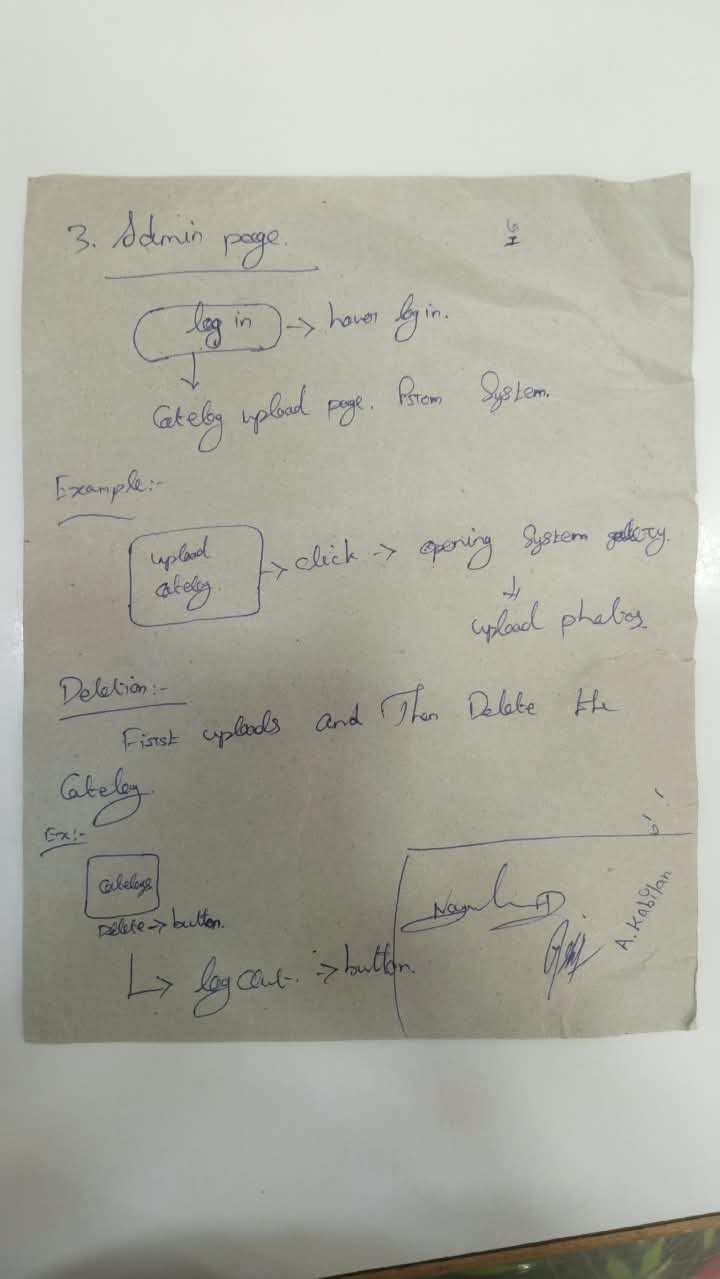 3. Admin page.
log in → hover log in.
↓
Catelog upload page. From System.
Example:-
upload catelog. → click → opening System gallery.
↓
upload photos
Deletion:-
First uploads and Then Delete the
Catelog.
Ex:-
Catelogs
Delete → button.
↳ log out. → button.
A. Kabilan